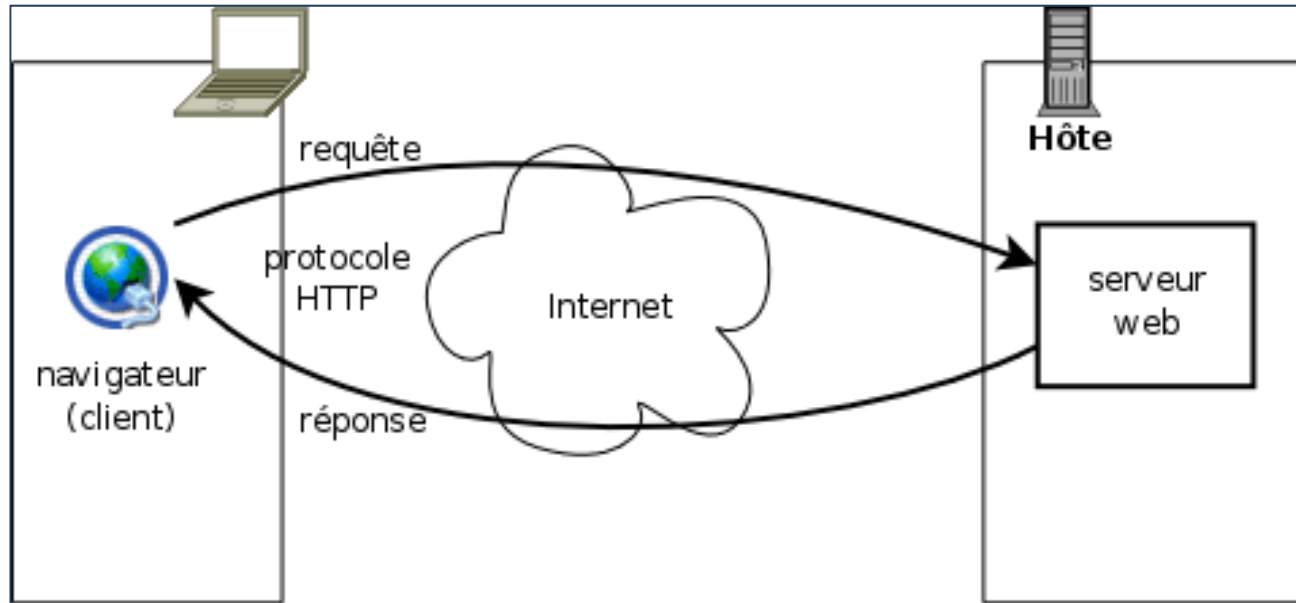 Hôte
requête
protocole
HTTP
Internet
serveur
web
navigateur
(client)
réponse